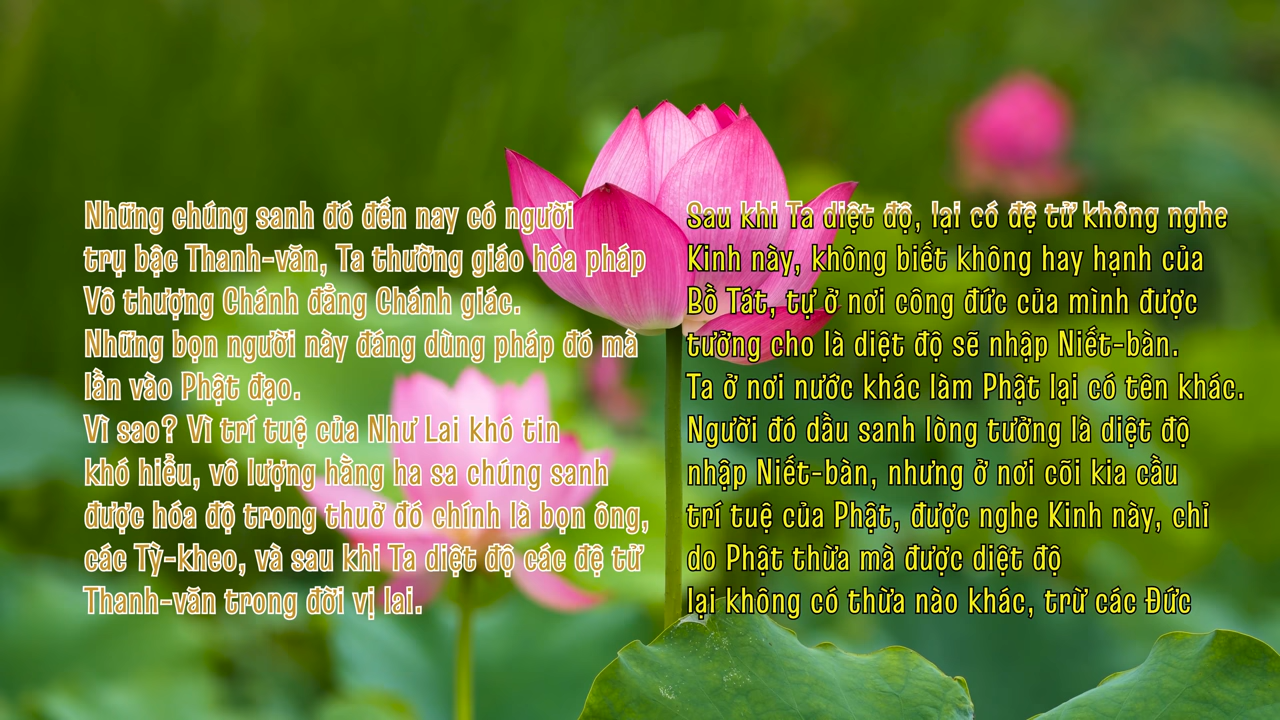 Những chúng sanh đó đến nay có người
trụ bậc Thanh-văn, Ta thường giáo hóa pháp
Vô thượng Chánh đẳng Chánh giác.
Những bọn người này đáng dùng pháp đó mà
lần vào Phật đạo.
Vì sao? Vì trí tuệ của Như Lai khó tin
khó hiểu, vô lượng hằng ha sa chúng sanh
được hóa độ trong thuở đó chính là bọn ông,
các Tỳ-kheo, và sau khi Ta diệt độ các đệ tử
Thanh-văn trong đời vị lai.
Sau khi Ta diệt độ, lại có đệ tử không nghe
Kinh này, không biết không hay hạnh của
Bồ Tát, tự ở nơi công đức của mình được
tưởng cho là diệt độ sẽ nhập Niết-bàn.
Ta ở nơi nước khác làm Phật lại có tên khác.
Người đó dầu sanh lòng tưởng là diệt độ
nhập Niết-bàn, nhưng ở nơi cõi kia cầu
trí tuệ của Phật, được nghe Kinh này, chỉ
do Phật thừa mà được diệt độ
lại không có thừa nào khác, trừ các Đức